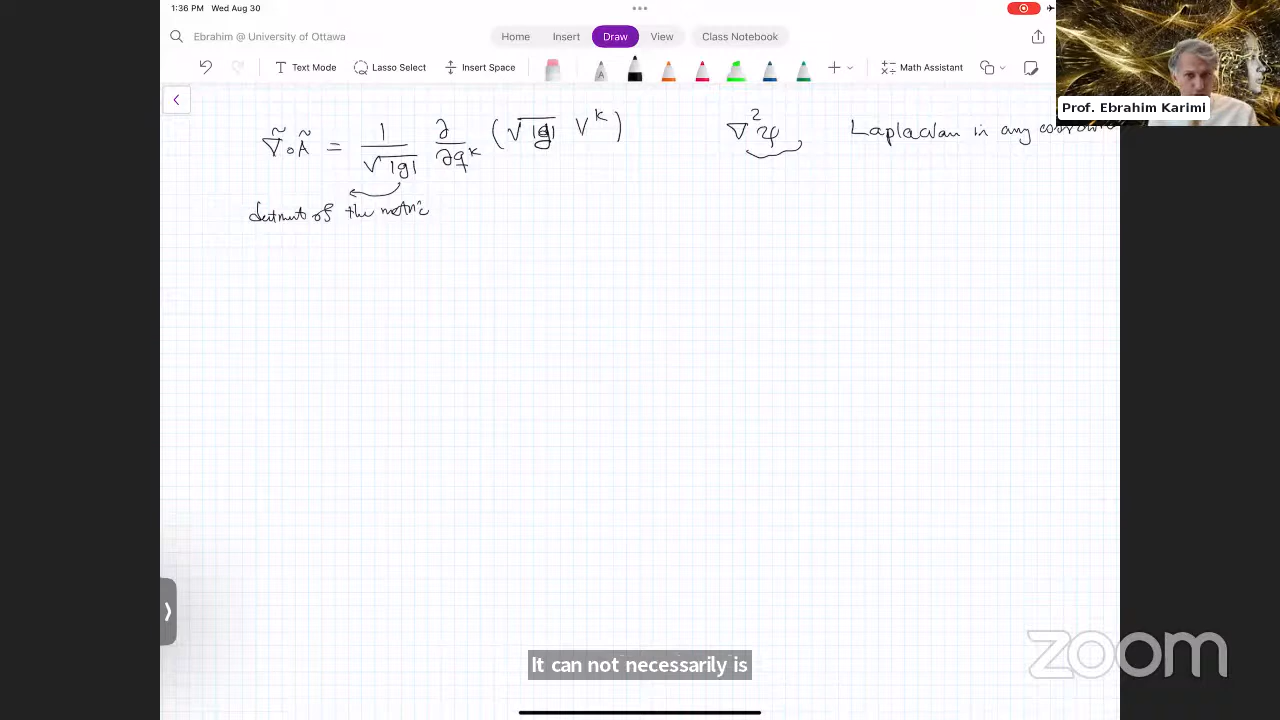 1:36 PM Wed Aug 30
Ebrahim @ University of Ottawa
Home Insert Draw View Class Notebook
Text Mode Lasso Select Insert Space Math Assistant
Prof. Ebrahim Karimi
∇̃∘Â = 1/√|g| ∂/∂q^k (√|g| V^k)
∇²ψ Laplacian in any
of the metric
It can not necessarily is
zoom